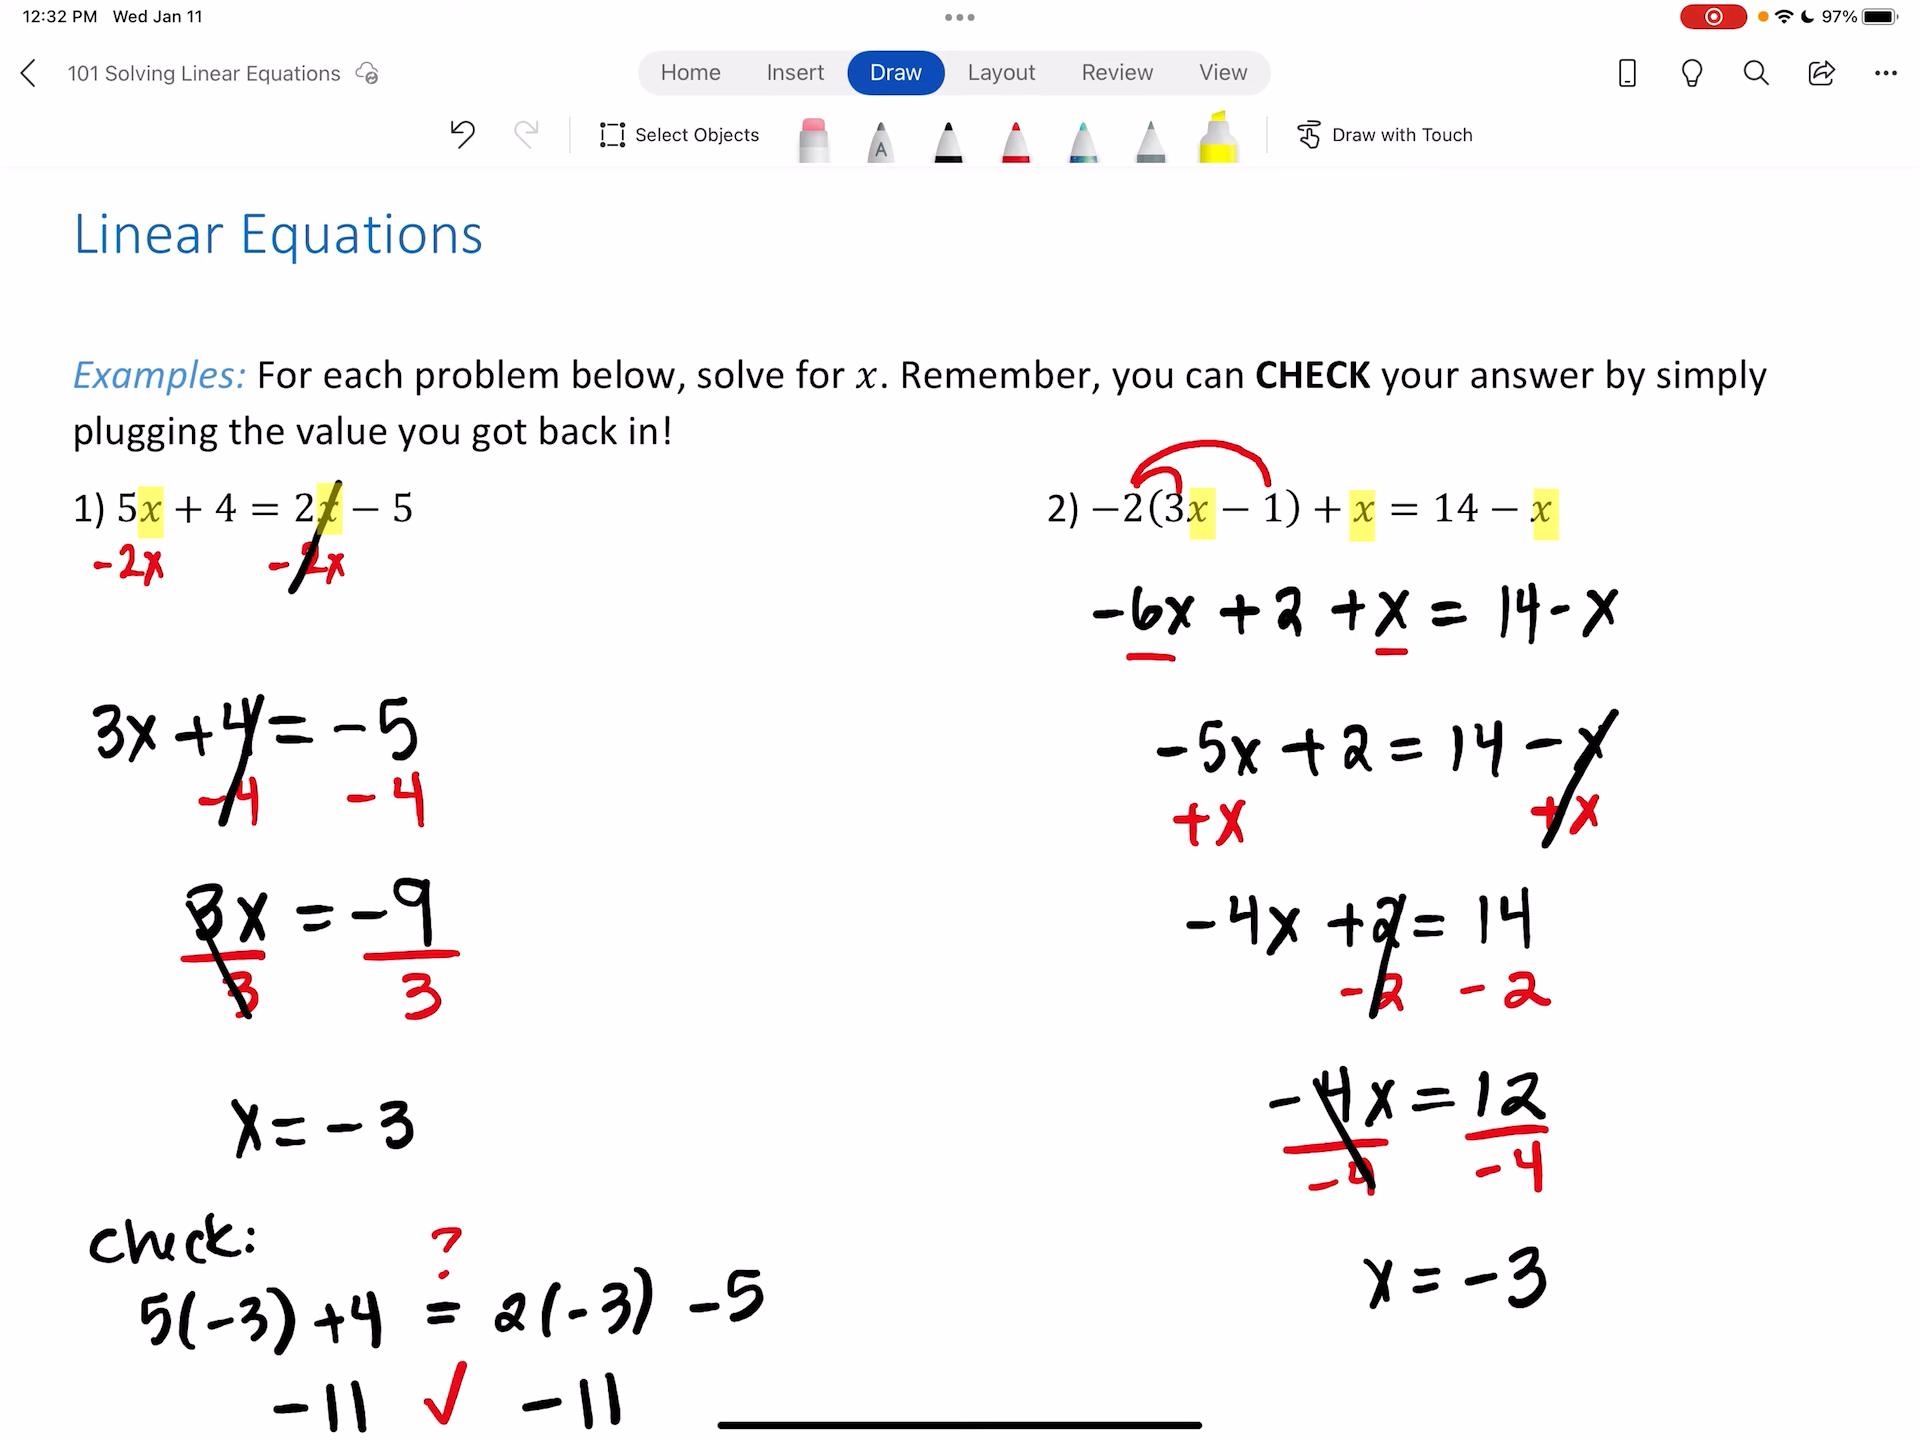 12:32 PM Wed Jan 11
97%
101 Solving Linear Equations
Home Insert Draw Layout Review View
Select Objects
A
Draw with Touch
Linear Equations
Examples: For each problem below, solve for x. Remember, you can CHECK your answer by simply
plugging the value you got back in!
1) 5x + 4 = 2x − 5
-2x -2x
3x + 4 = -5
-4 -4
3x = -9
3 3
x = -3
Check:
?
5(-3) +4 = 2(-3) -5
-11 ✓ -11
2) −2(3x − 1) + x = 14 − x
-6x + 2 + x = 14 - x
-5x + 2 = 14 - x
+x +x
-4x + 2 = 14
-2 -2
-4x = 12
-4 -4
x = -3